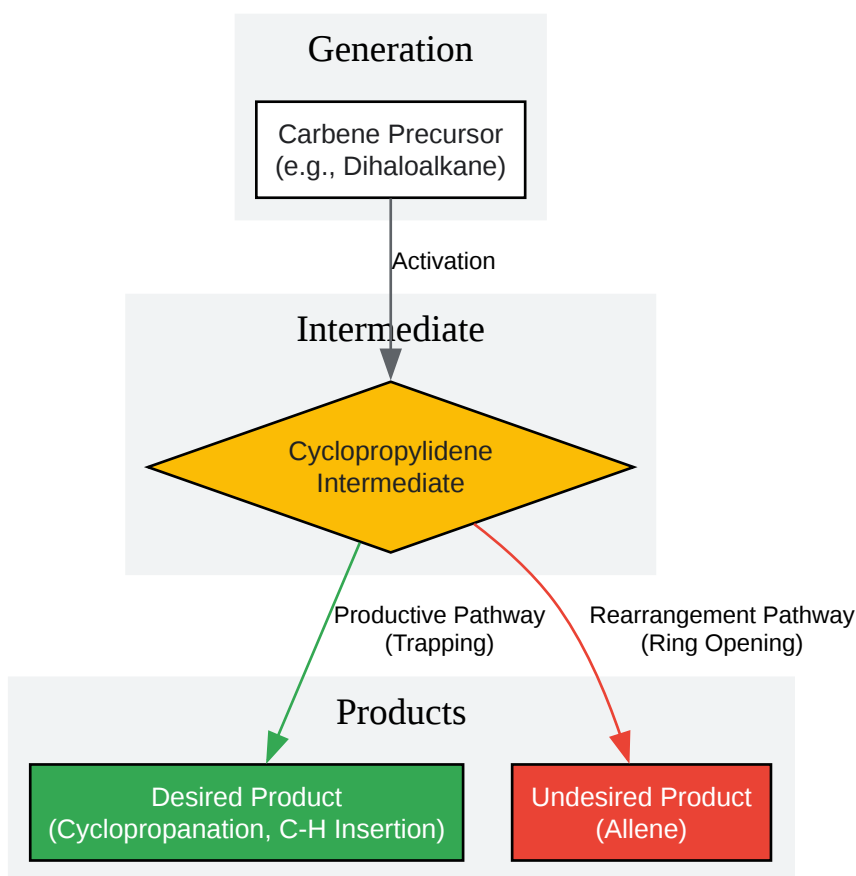 Generation
Carbene Precursor
(e.g., Dihaloalkane)
Activation
Intermediate
Cyclopropylidene
Intermediate
Productive Pathway
(Trapping)
Rearrangement Pathway
(Ring Opening)
Products
Desired Product
(Cyclopropanation, C-H Insertion)
Undesired Product
(Allene)